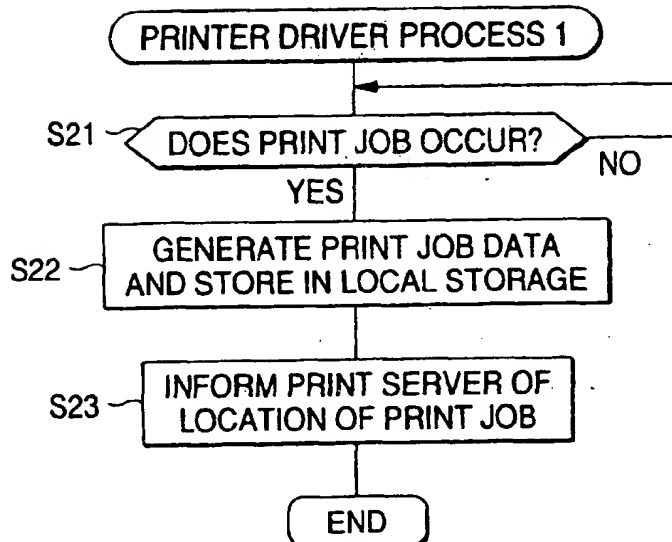 PRINTER DRIVER PROCESS 1
S21
DOES PRINT JOB OCCUR?
NO
YES
S22
GENERATE PRINT JOB DATA
AND STORE IN LOCAL STORAGE
S23
INFORM PRINT SERVER OF
LOCATION OF PRINT JOB
END